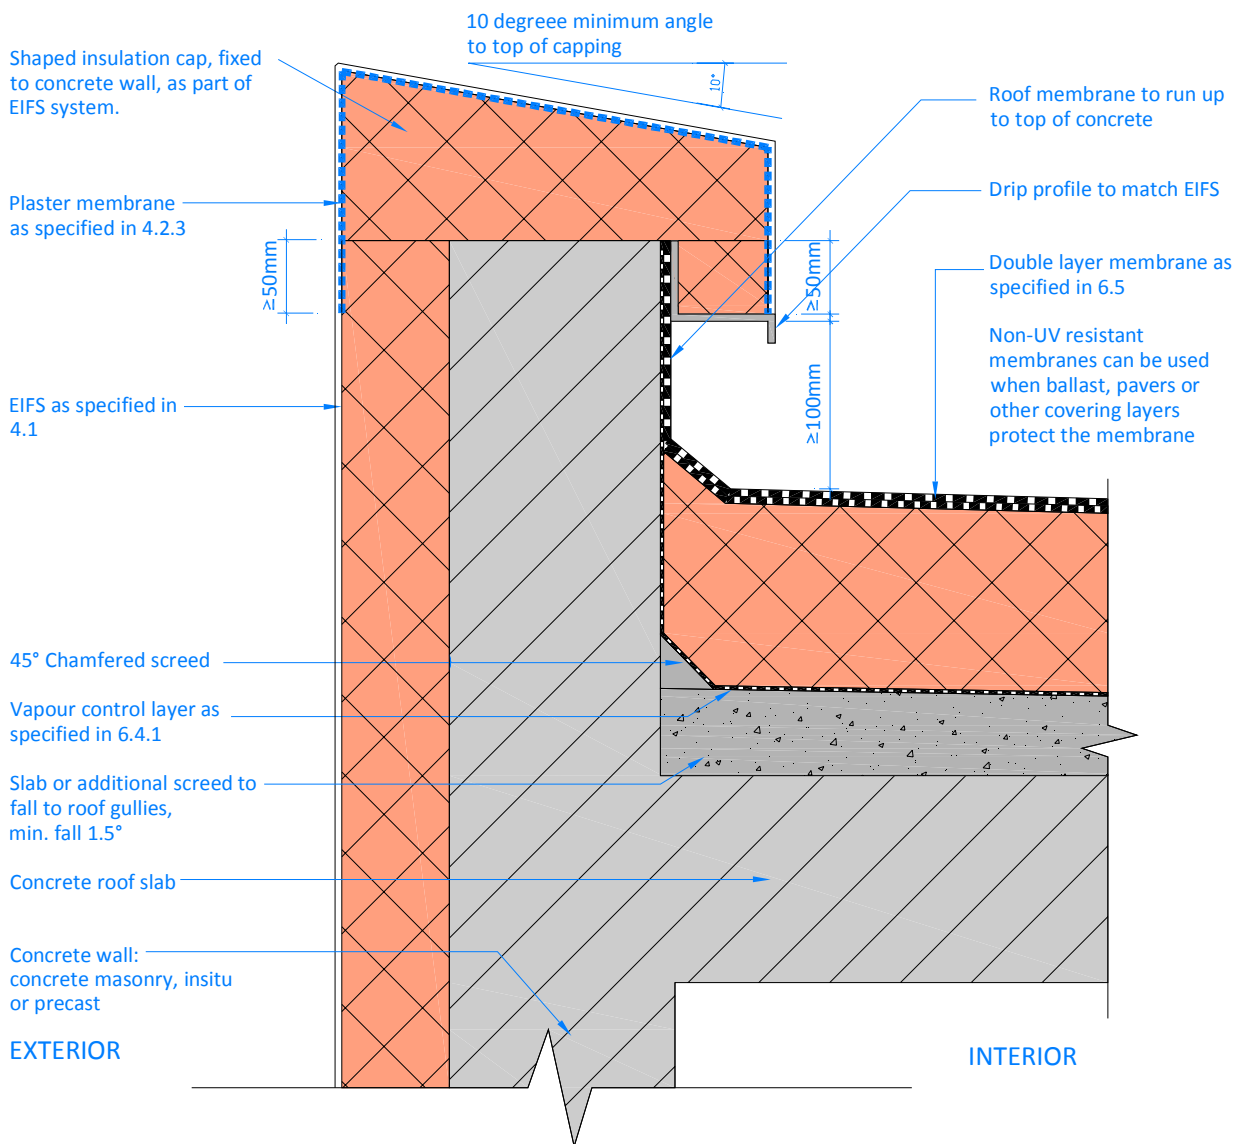 10 degreee minimum angle
to top of capping
10°
Shaped insulation cap, fixed
to concrete wall, as part of
EIFS system.
Plaster membrane
as specified in 4.2.3
≥50mm
EIFS as specified in
4.1
45° Chamfered screed
Vapour control layer as
specified in 6.4.1
Slab or additional screed to
fall to roof gullies,
min. fall 1.5°
Concrete roof slab
Concrete wall:
concrete masonry, insitu
or precast
EXTERIOR
Roof membrane to run up
to top of concrete
Drip profile to match EIFS
≥50mm
Double layer membrane as
specified in 6.5
Non-UV resistant
membranes can be used
when ballast, pavers or
other covering layers
protect the membrane
≥100mm
INTERIOR